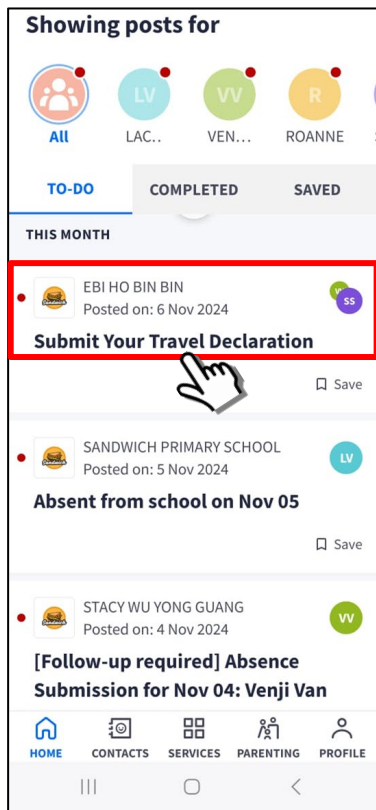 Showing posts for
LV
VV
R
All
LAC..
VEN...
ROANNE
TO-DO
COMPLETED
SAVED
THIS MONTH
EBI HO BIN BIN
SS
Posted on: 6 Nov 2024
Submit Your Travel Declaration
Save
SANDWICH PRIMARY SCHOOL
LV
Posted on: 5 Nov 2024
Absent from school on Nov 05
Save
STACY WU YONG GUANG
VV
Posted on: 4 Nov 2024
[Follow-up required] Absence
Submission for Nov 04: Venji Van
HOME
CONTACTS
SERVICES
PARENTING
PROFILE